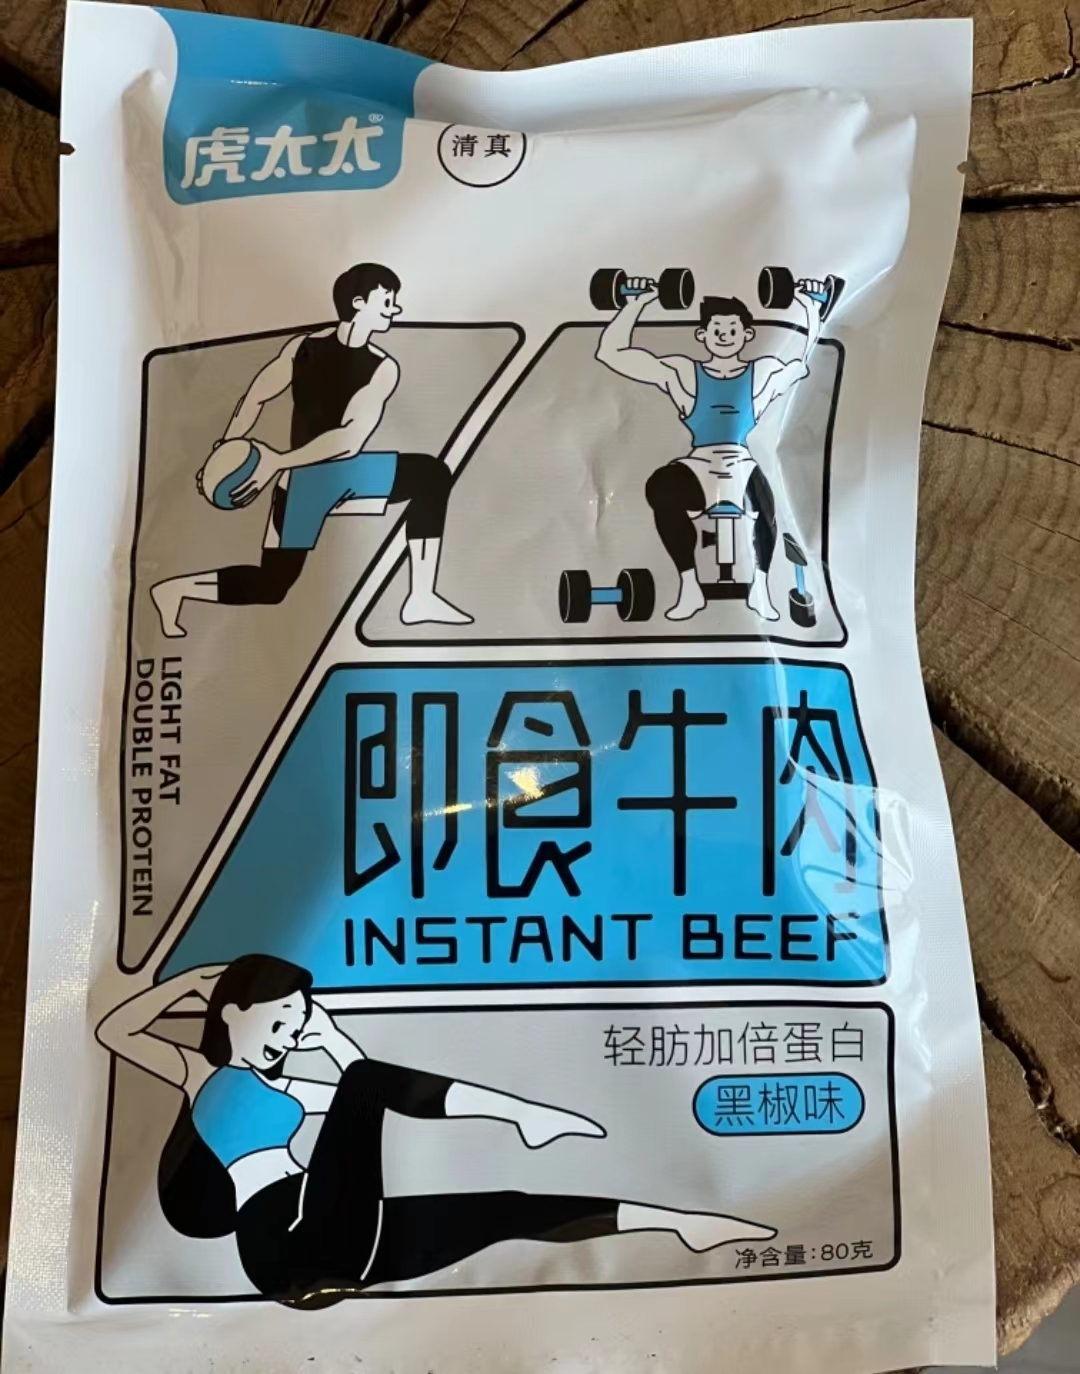 虎太太®
清真
LIGHT FAT
DOUBLE PROTEIN
即食牛肉
INSTANT BEEF
轻肪加倍蛋白
黑椒味
净含量:80克